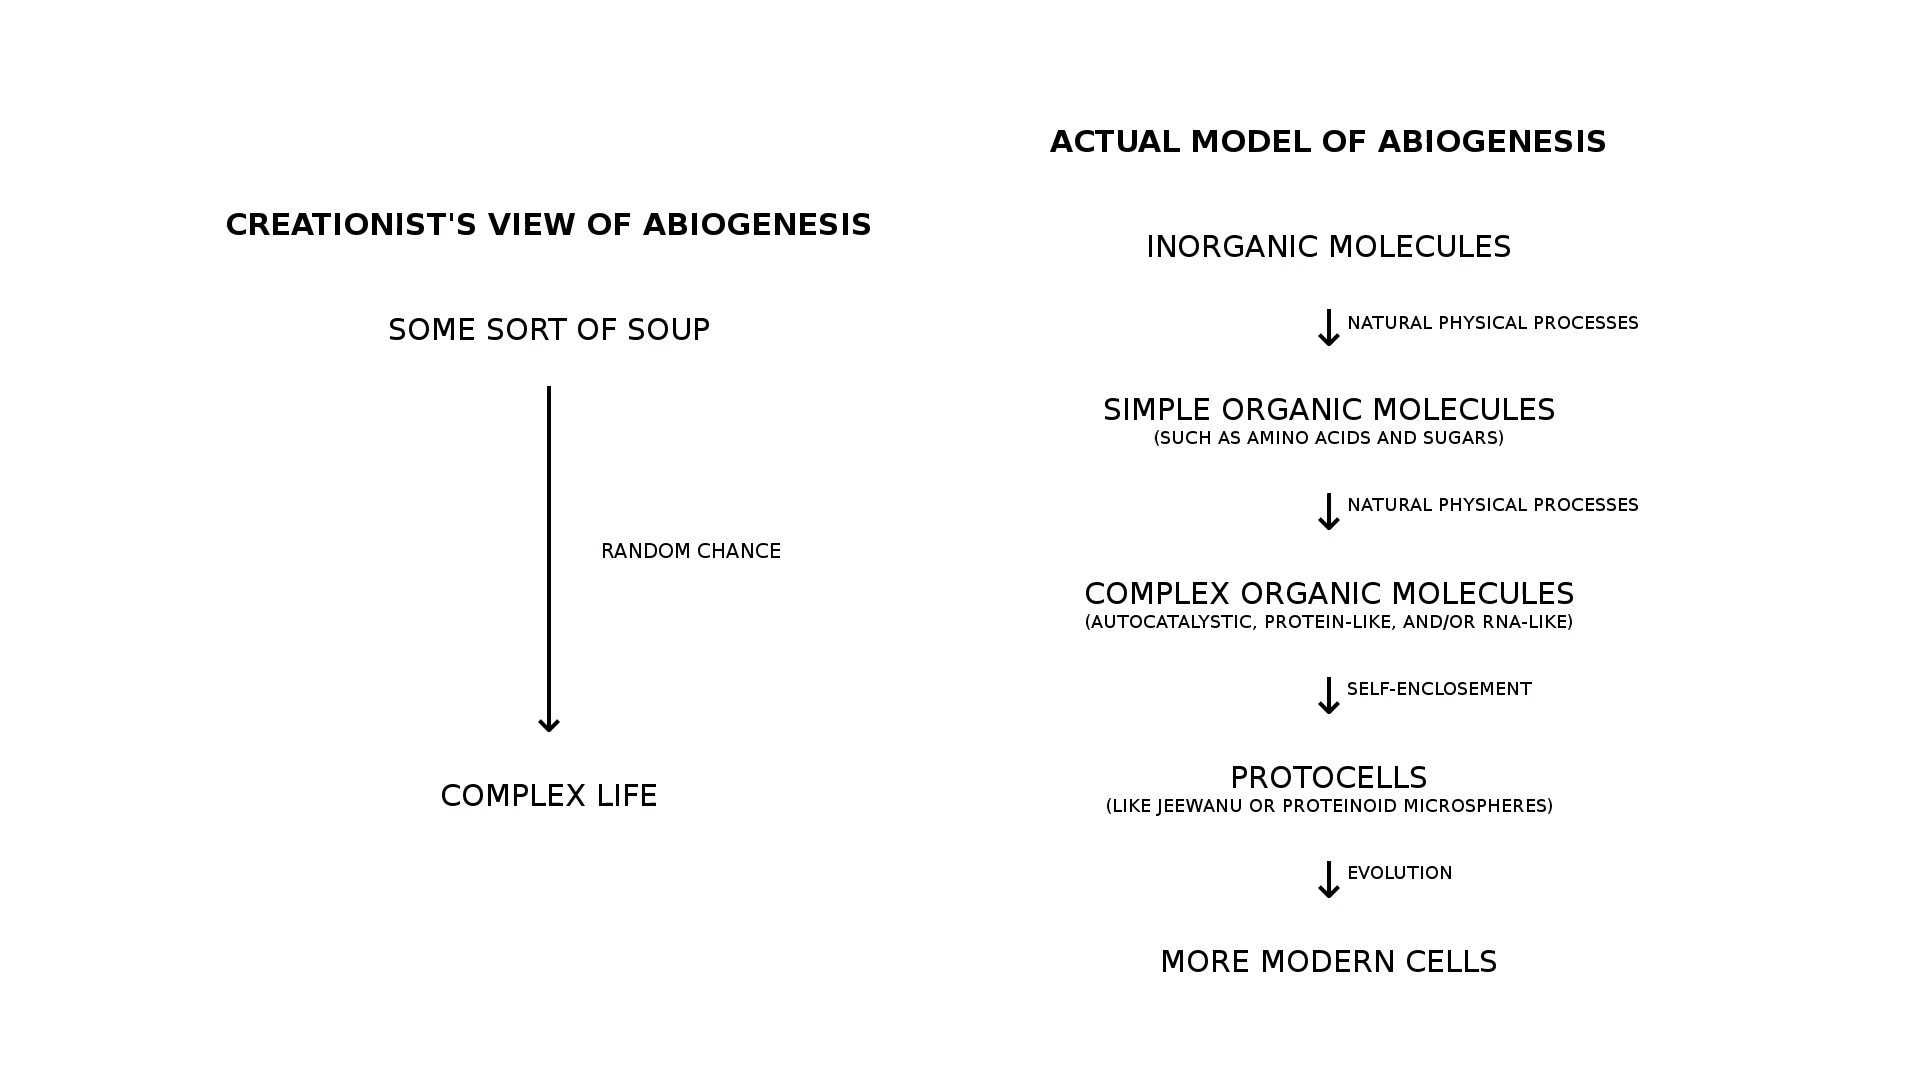 CREATIONIST'S VIEW OF ABIOGENESIS
SOME SORT OF SOUP
RANDOM CHANCE
COMPLEX LIFE
ACTUAL MODEL OF ABIOGENESIS
INORGANIC MOLECULES
NATURAL PHYSICAL PROCESSES
SIMPLE ORGANIC MOLECULES
(SUCH AS AMINO ACIDS AND SUGARS)
NATURAL PHYSICAL PROCESSES
COMPLEX ORGANIC MOLECULES
(AUTOCATALYSTIC, PROTEIN-LIKE, AND/OR RNA-LIKE)
SELF-ENCLOSEMENT
PROTOCELLS
(LIKE JEEWANU OR PROTEINOID MICROSPHERES)
EVOLUTION
MORE MODERN CELLS